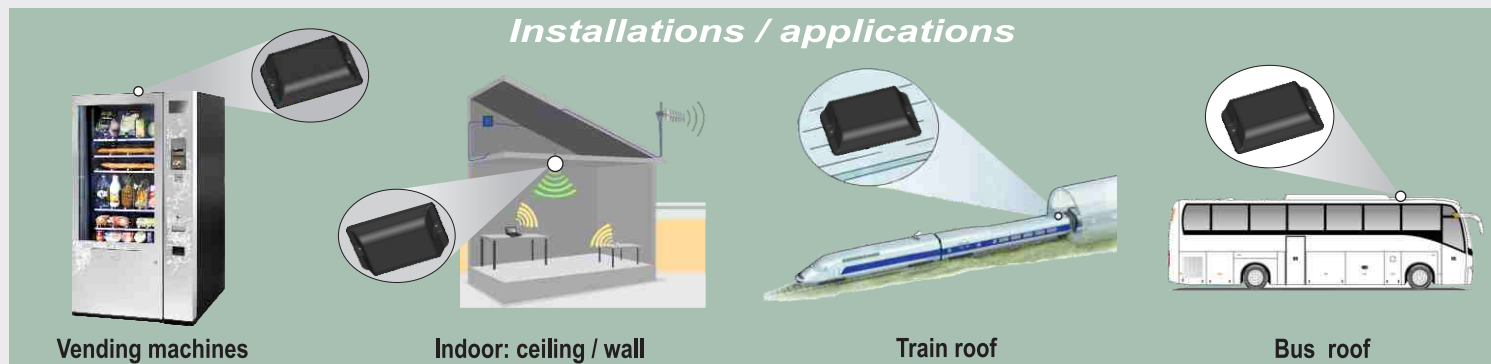 Installations / applications
Vending machines
Indoor: ceiling / wall
Train roof
Bus roof